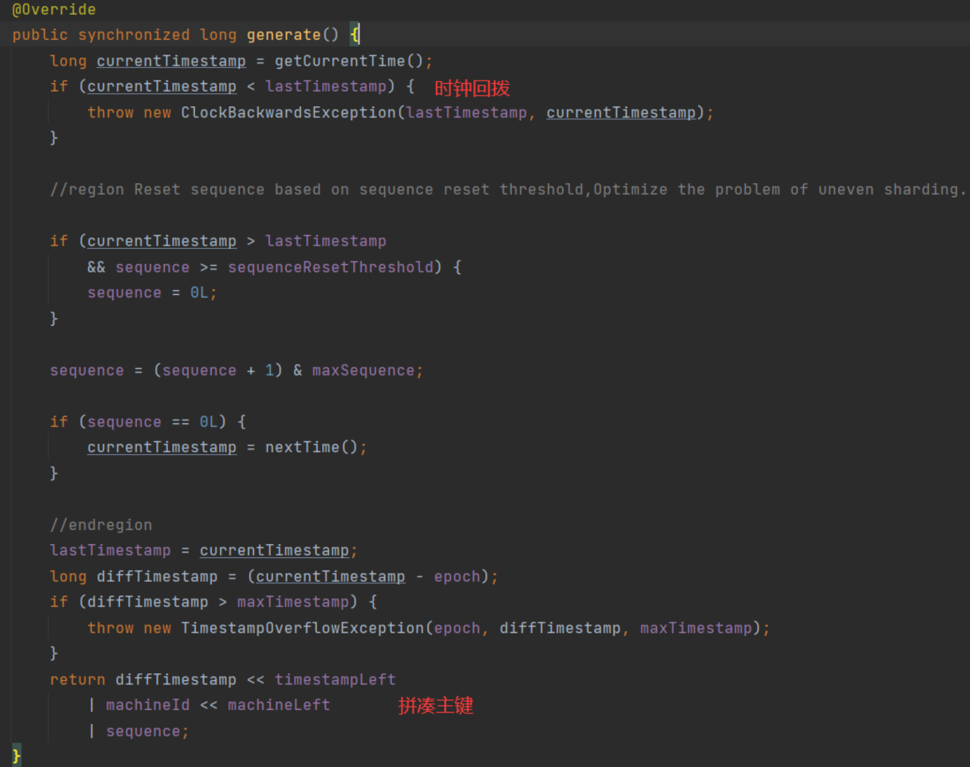 @Override
public synchronized long generate() {
long currentTimestamp = getCurrentTime();
if (currentTimestamp < lastTimestamp) { 时钟回拨
throw new ClockBackwardsException(lastTimestamp, currentTimestamp);
}
//region Reset sequence based on sequence reset threshold,Optimize the problem of uneven sharding.
if (currentTimestamp > lastTimestamp
&& sequence >= sequenceResetThreshold) {
sequence = 0L;
}
sequence = (sequence + 1) & maxSequence;
if (sequence == 0L) {
currentTimestamp = nextTime();
}
//endregion
lastTimestamp = currentTimestamp;
long diffTimestamp = (currentTimestamp - epoch);
if (diffTimestamp > maxTimestamp) {
throw new TimestampOverflowException(epoch, diffTimestamp, maxTimestamp);
}
return diffTimestamp << timestampLeft
| machineId << machineLeft 拼凑主键
| sequence;
}